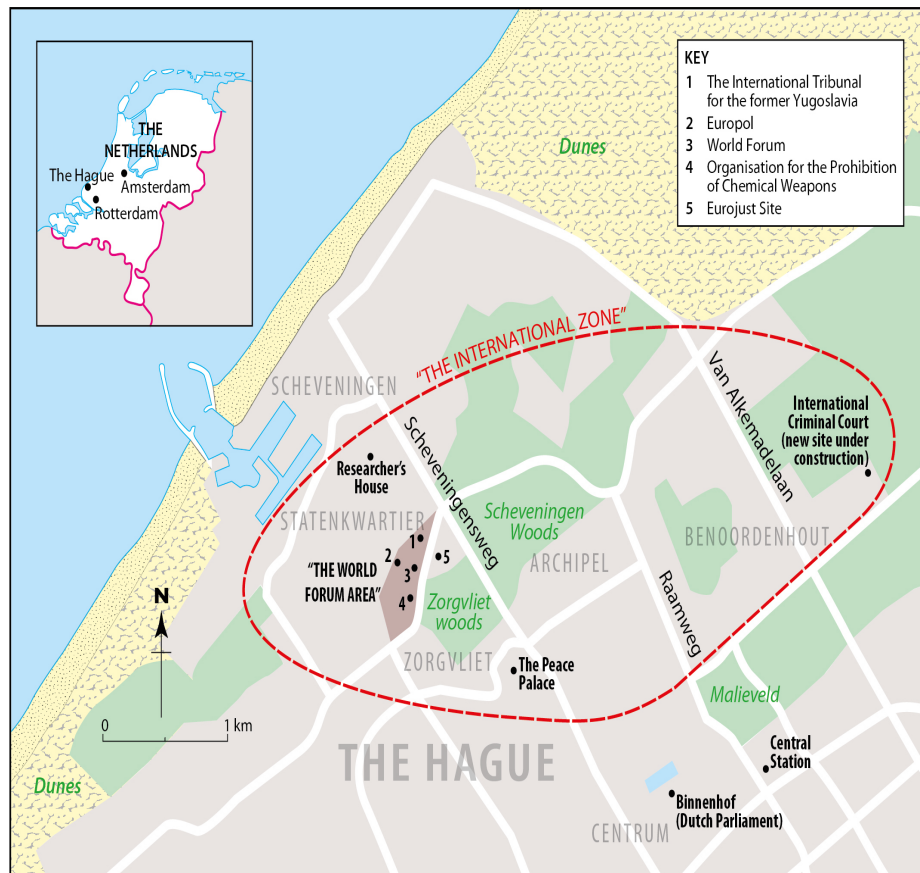 THE
NETHERLANDS
The Hague
Amsterdam
Rotterdam
KEY
1 The International Tribunal
for the former Yugoslavia
2 Europol
3 World Forum
4 Organisation for the Prohibition
of Chemical Weapons
5 Eurojust Site
Dunes
"THE INTERNATIONAL ZONE"
SCHEVENINGEN
Van Alkemadelaan
International
Criminal Court
(new site under
construction)
Scheveningensweg
Researcher's
House
STATENKWARTIER
Scheveningen
Woods
BENOORDENHOUT
ARCHIPEL
1
2
3
4
5
"THE WORLD
FORUM AREA"
Raamweg
N
Zorgvliet
woods
ZORGVLIET
The Peace
Palace
Malieveld
0 1 km
THE HAGUE
Central
Station
Dunes
Binnenhof
(Dutch Parliament)
CENTRUM